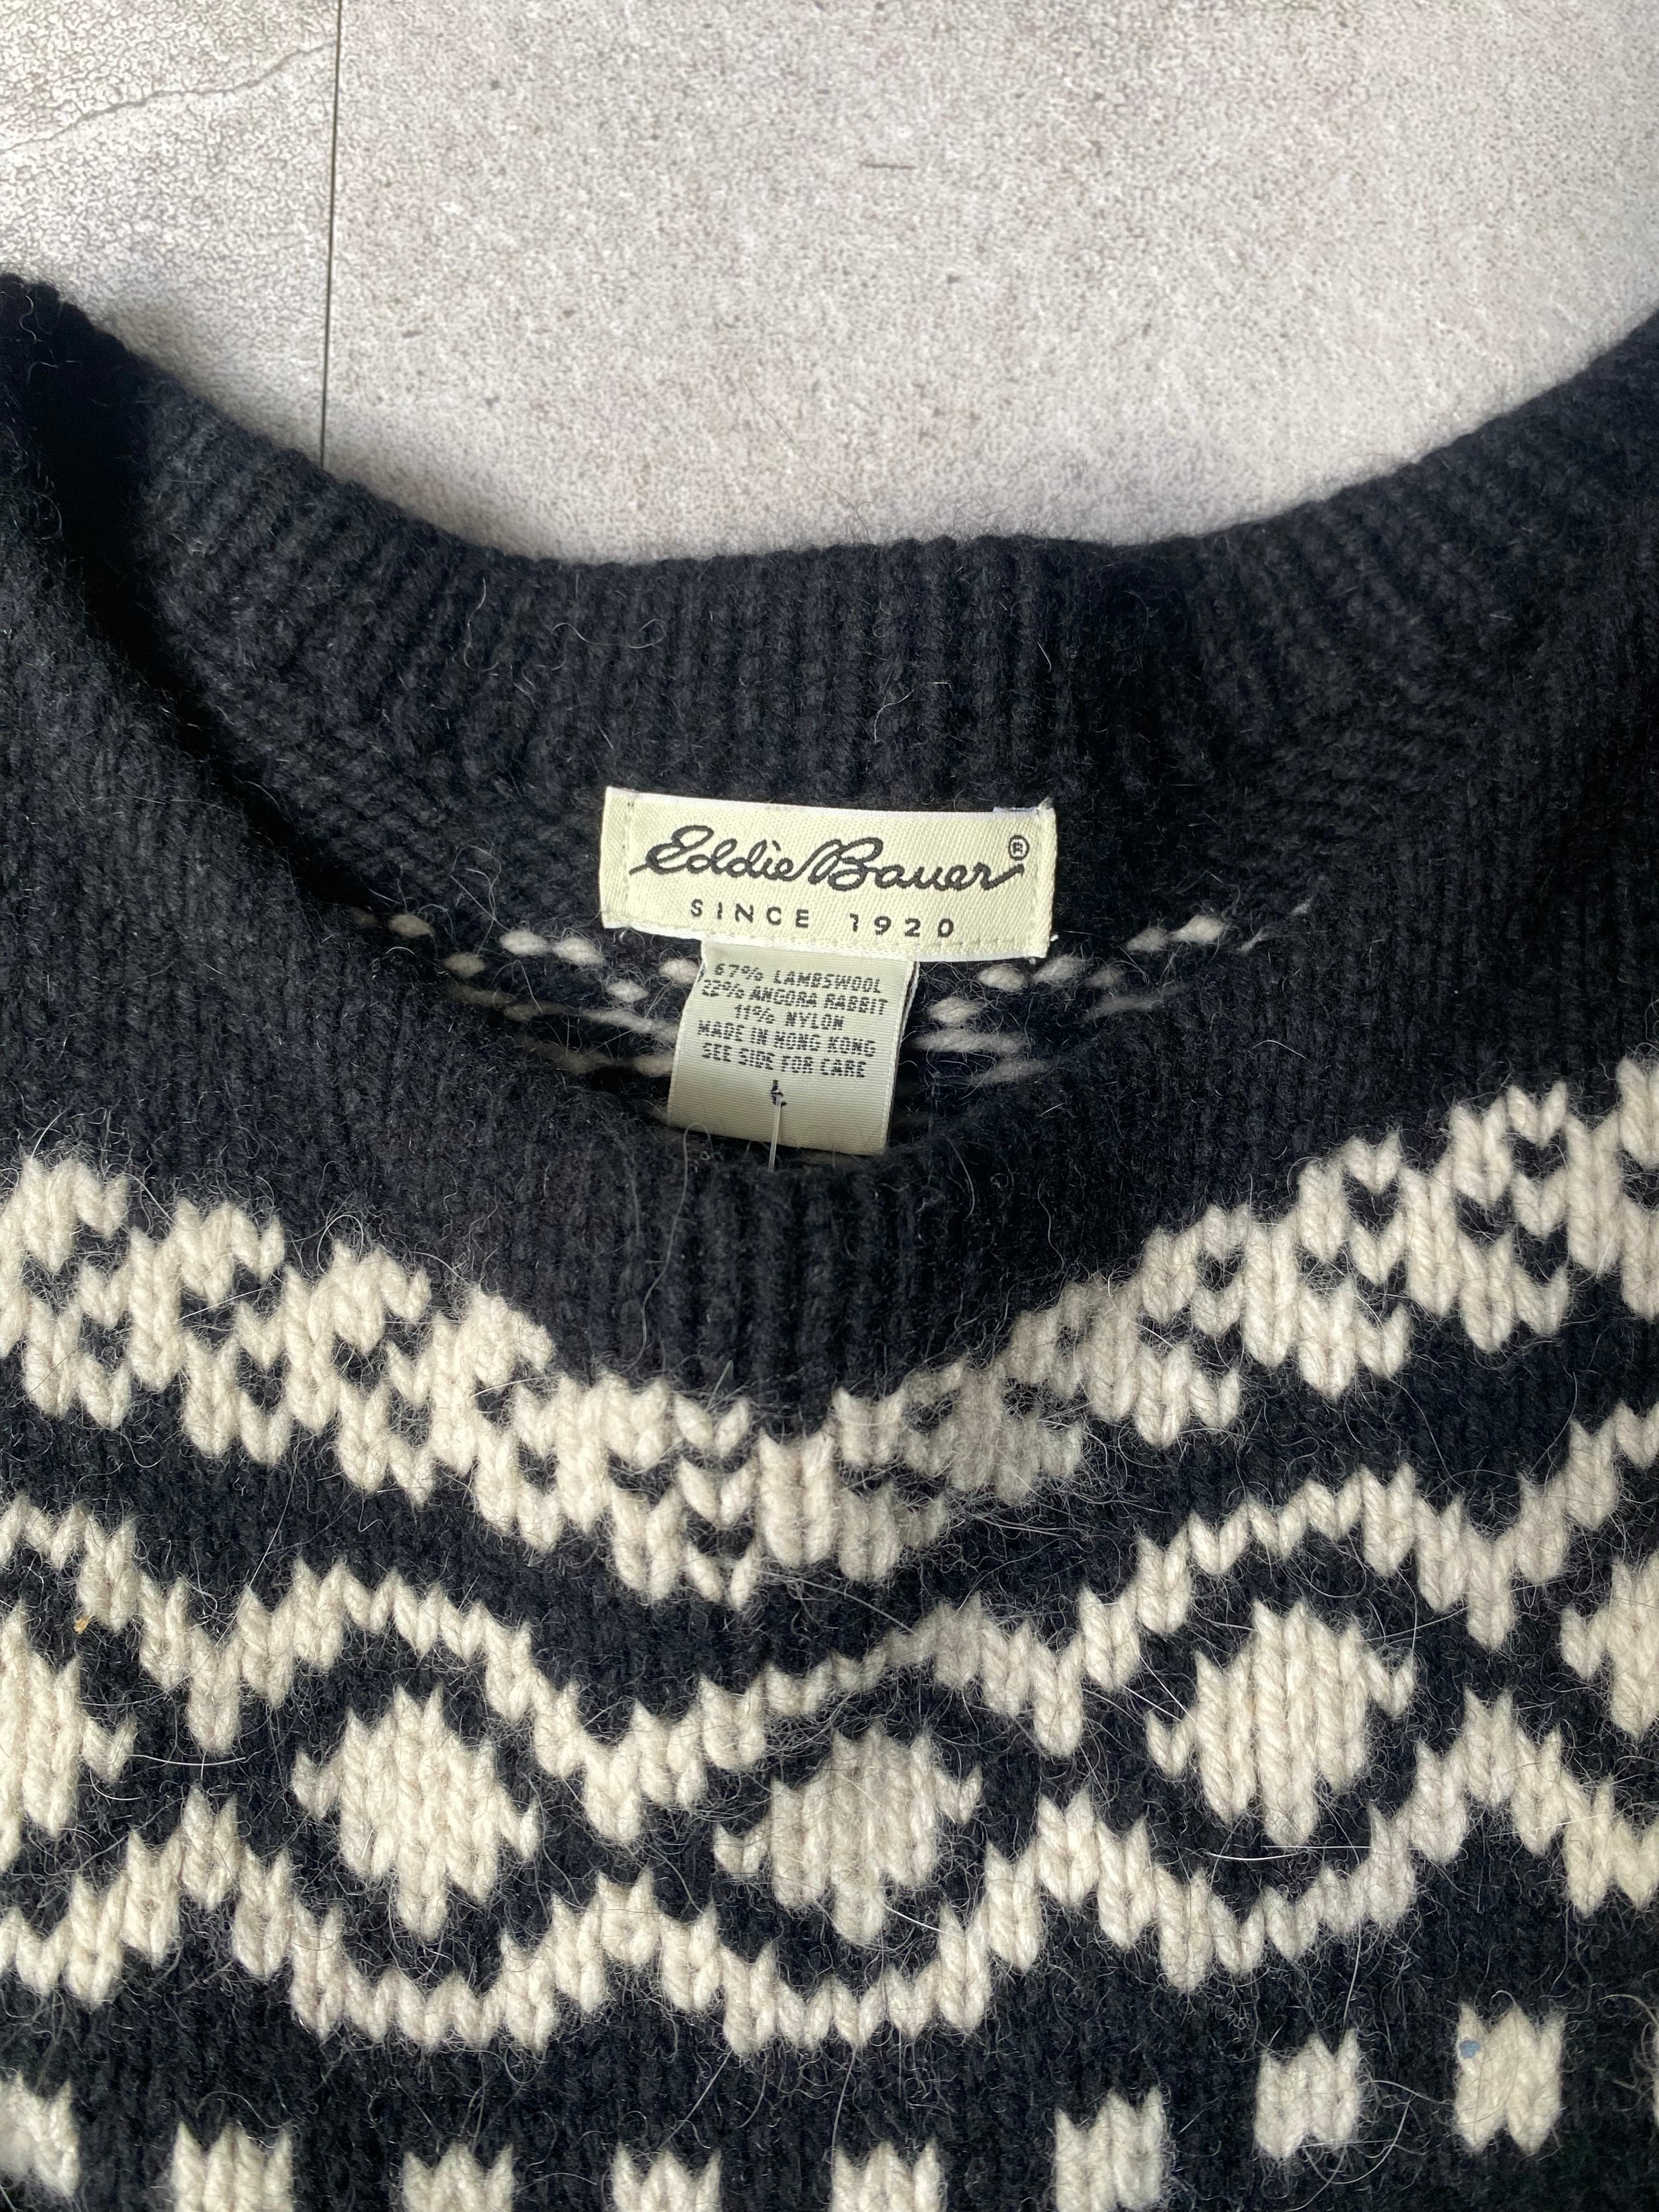 Eddie Bauer®
SINCE 1920
67% LAMBSWOOL
22% ANGORA RABBIT
11% NYLON
MADE IN HONG KONG
SEE SIDE FOR CARE